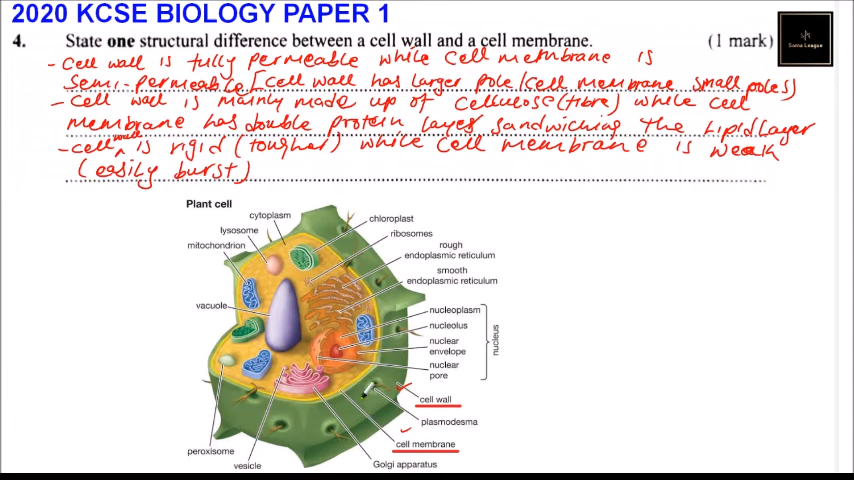 2020 KCSE BIOLOGY PAPER 1
4. State one structural difference between a cell wall and a cell membrane. (1 mark)
Soma League
- Cell wall is fully permeable while cell membrane is
semi-permeable [cell wall has larger pole/cell membrane small poles)
- Cell wall is mainly made up of cellulose (fibre) while cell
membrane has double protein layer sandwiching the Lipid Layer
- cell wall is rigid (tougher) while cell membrane is weak
(easily burst)
Plant cell
cytoplasm
chloroplast
lysosome
ribosomes
mitochondrion
rough
endoplasmic reticulum
smooth
endoplasmic reticulum
vacuole
nucleoplasm
nucleolus
nuclear
envelope
nuclear
pore
nucleus
cell wall
plasmodesma
cell membrane
peroxisome
vesicle
Golgi apparatus